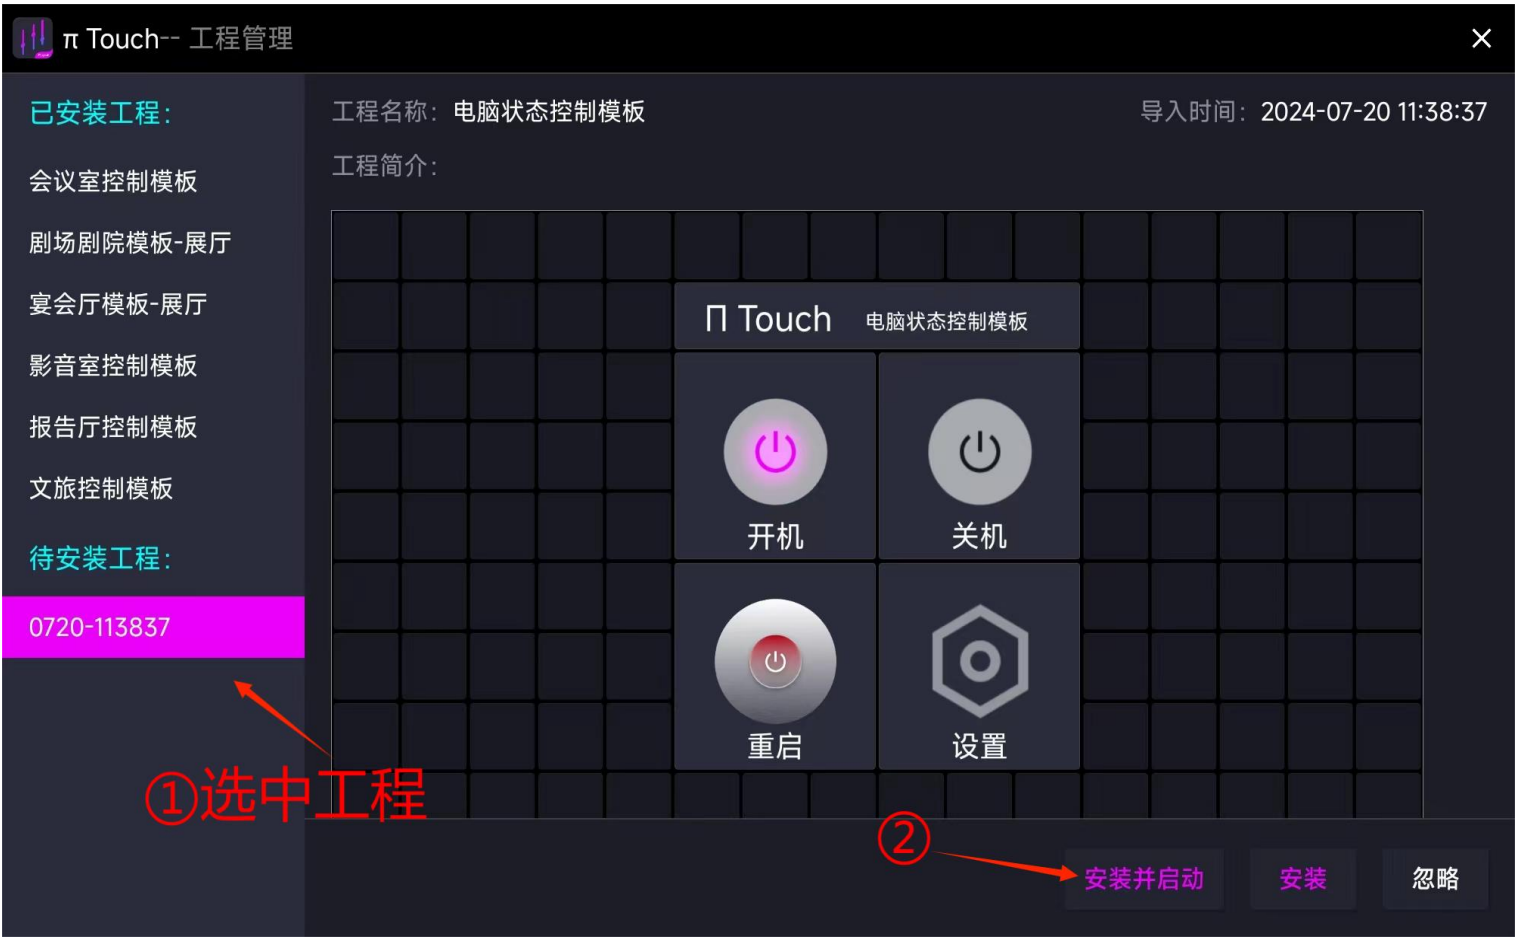 π Touch-- 工程管理
已安装工程:
会议室控制模板
剧场剧院模板-展厅
宴会厅模板-展厅
影音室控制模板
报告厅控制模板
文旅控制模板
待安装工程:
0720-113837
工程名称: 电脑状态控制模板
导入时间: 2024-07-20 11:38:37
工程简介:
Π Touch 电脑状态控制模板
开机
关机
重启
设置
①选中工程
②
安装并启动
安装
忽略